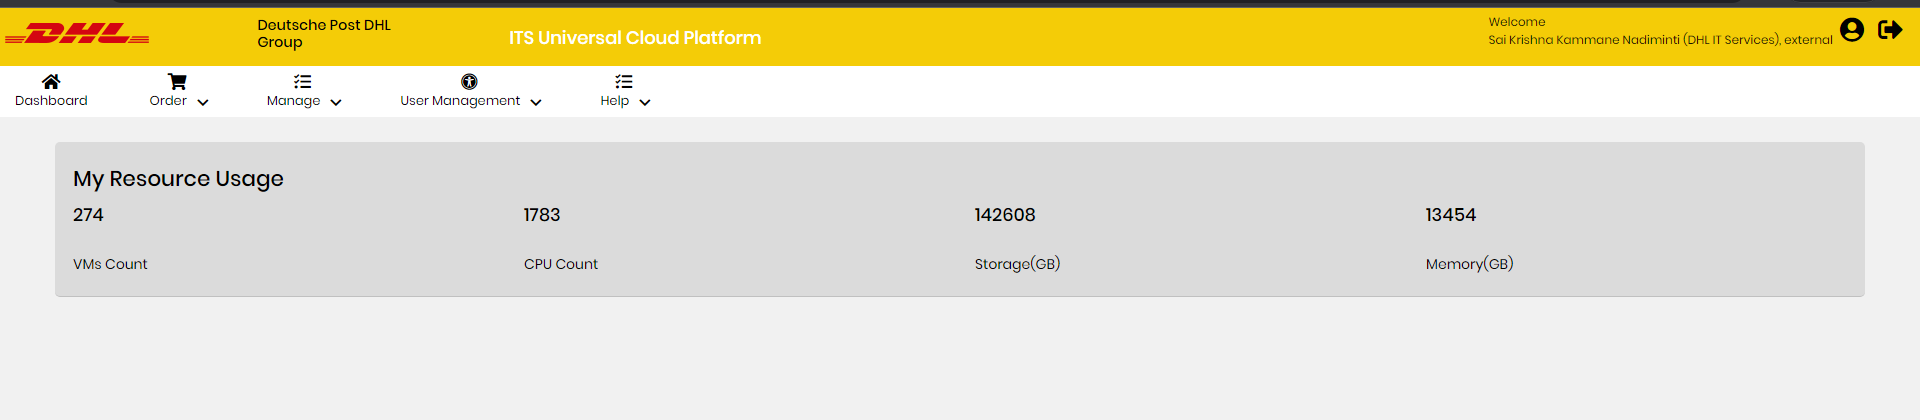 DHL
Deutsche Post DHL
Group
ITS Universal Cloud Platform
Welcome
Sai Krishna Kammane Nadiminti (DHL IT Services), external
Dashboard
Order
Manage
User Management
Help
My Resource Usage
274
1783
142608
13454
VMs Count
CPU Count
Storage(GB)
Memory(GB)